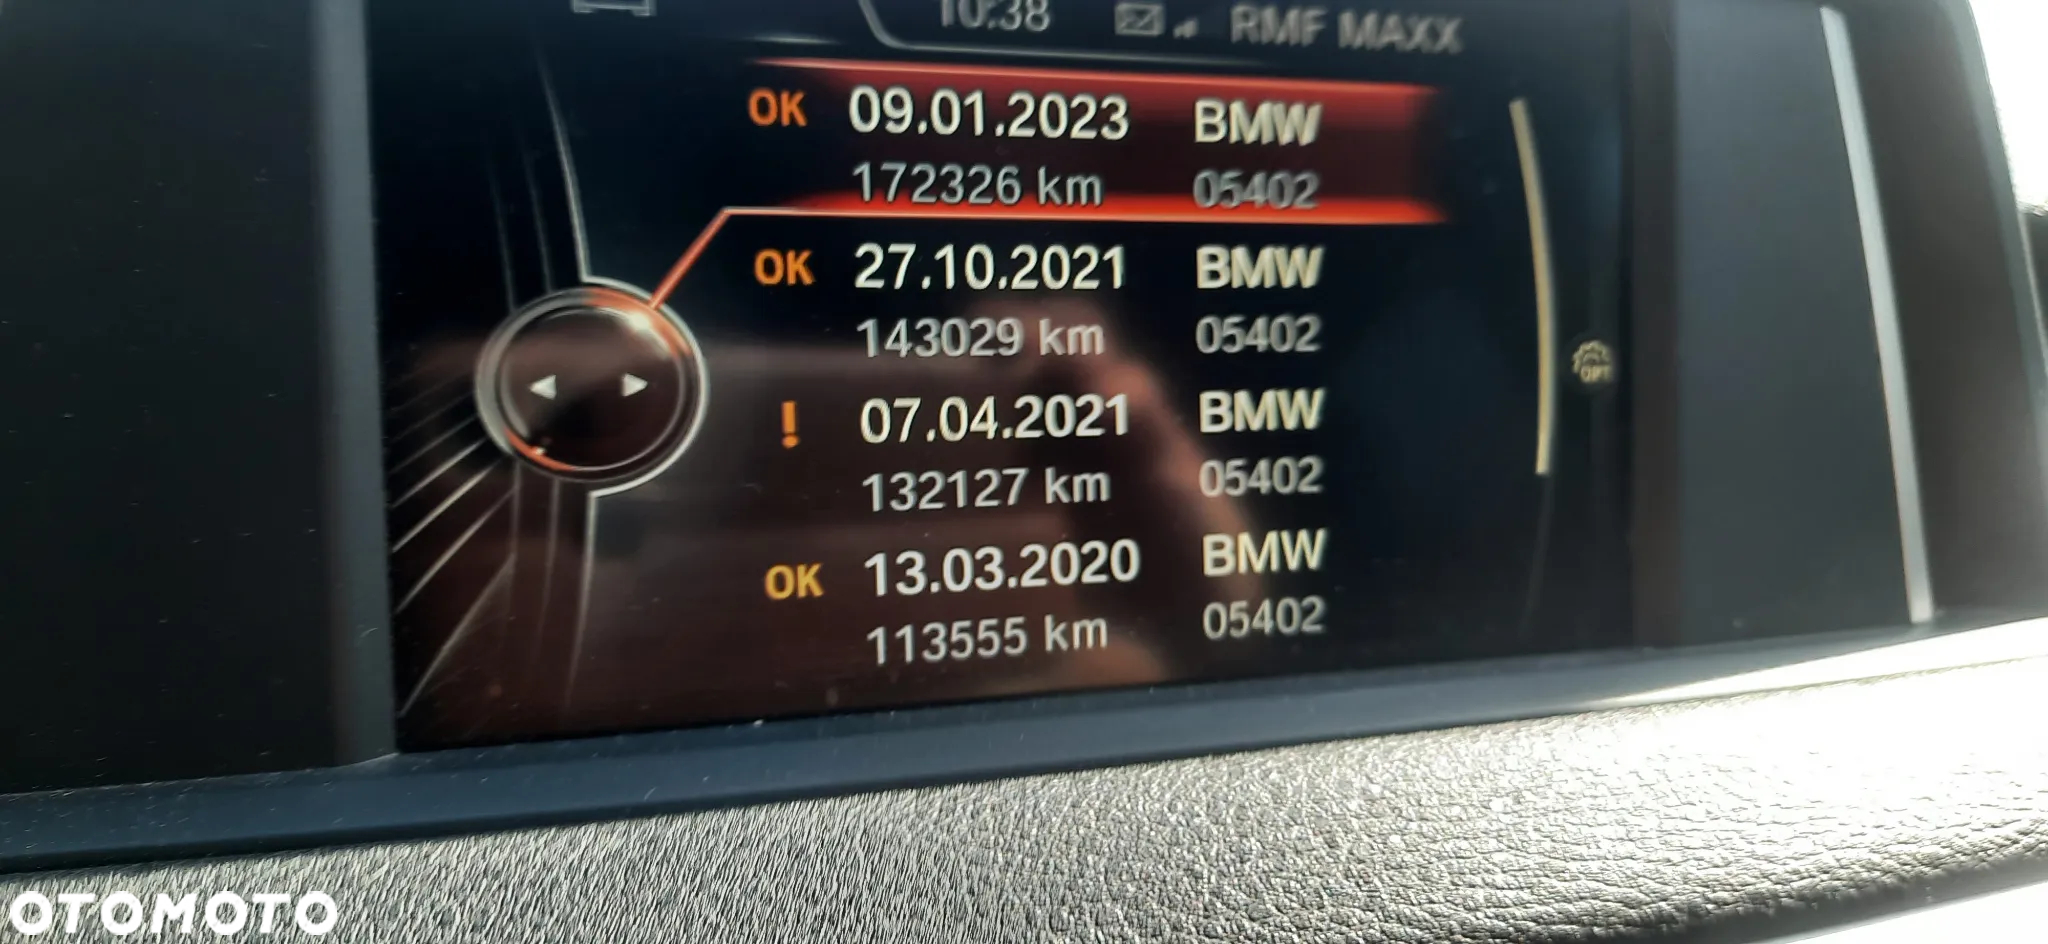 10:38 RMF MAXX
OK 09.01.2023 BMW
172326 km 05402
OK 27.10.2021 BMW
143029 km 05402
! 07.04.2021 BMW
132127 km 05402
OPT
OK 13.03.2020 BMW
113555 km 05402
OTOMOTO